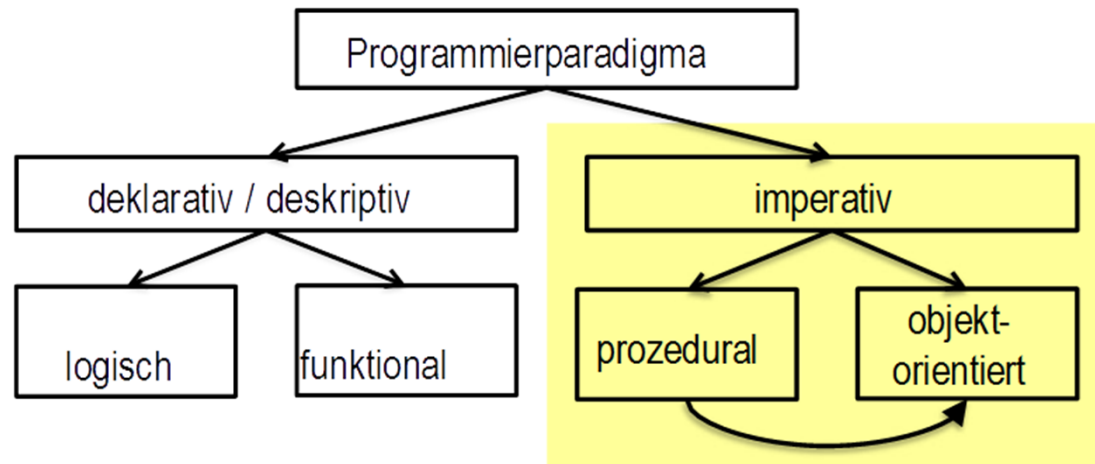 Programmierparadigma
deklarativ / deskriptiv
imperativ
logisch
funktional
prozedural
objekt-
orientiert